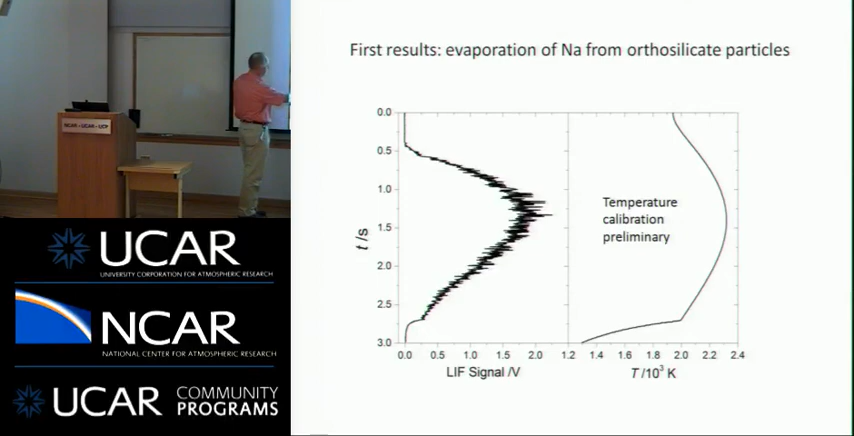 First results: evaporation of Na from orthosilicate particles
NCAR • UCAR • UCP
UCAR
UNIVERSITY CORPORATION FOR ATMOSPHERIC RESEARCH
NCAR
NATIONAL CENTER FOR ATMOSPHERIC RESEARCH
UCAR COMMUNITY PROGRAMS
0.0
0.5
1.0
1.5
2.0
2.5
3.0
t /s
Temperature
calibration
preliminary
0.0 0.5 1.0 1.5 2.0 1.2 1.4 1.6 1.8 2.0 2.2 2.4
LIF Signal /V
T /10³ K